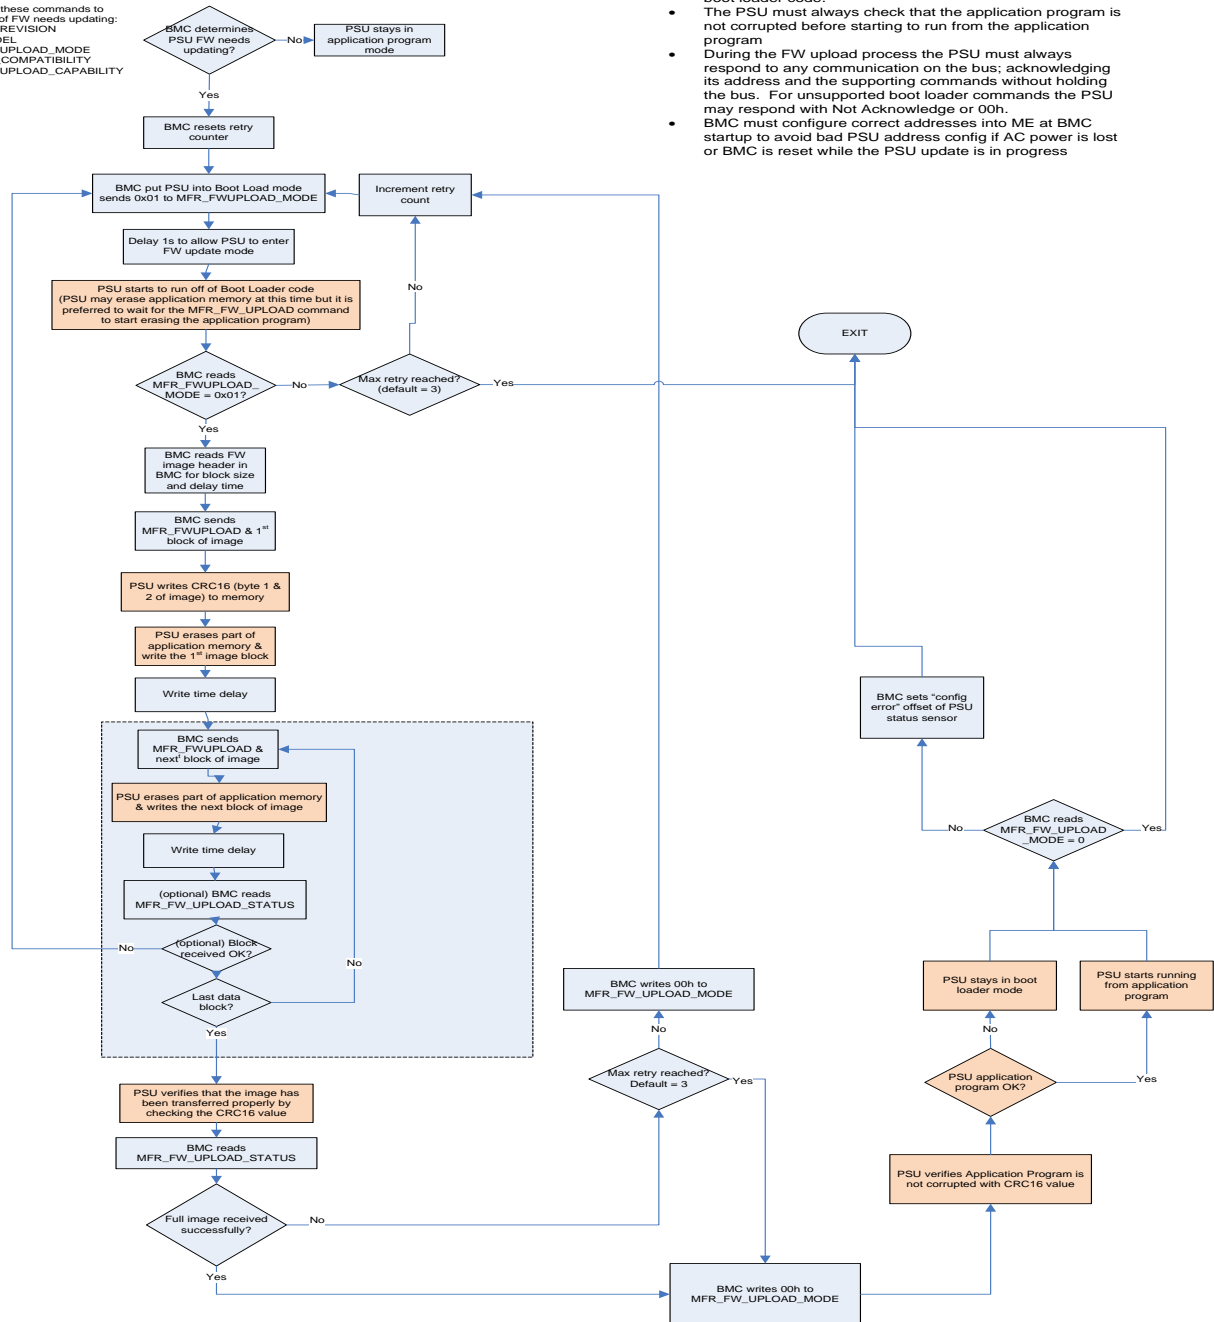 these commands to
of FW needs updating:
REVISION
DEL
UPLOAD_MODE
COMPATIBILITY
UPLOAD_CAPABILITY
BMC determines
PSU FW needs
updating?
No
PSU stays in
application program
mode
boot loader code.
• The PSU must always check that the application program is
not corrupted before starting to run from the application
program
• During the FW upload process the PSU must always
respond to any communication on the bus; acknowledging
its address and the supporting commands without holding
the bus. For unsupported boot loader commands the PSU
may respond with Not Acknowledge or 00h.
• BMC must configure correct addresses into ME at BMC
startup to avoid bad PSU address config if AC power is lost
or BMC is reset while the PSU update is in progress
Yes
BMC resets retry
counter
BMC put PSU into Boot Load mode
sends 0x01 to MFR_FWUPLOAD_MODE
Increment retry
count
Delay 1s to allow PSU to enter
FW update mode
No
PSU starts to run off of Boot Loader code
(PSU may erase application memory at this time but it is
preferred to wait for the MFR_FW_UPLOAD command
to start erasing the application program)
EXIT
BMC reads
MFR_FWUPLOAD_
MODE = 0x01?
No
Max retry reached?
(default = 3)
Yes
Yes
BMC reads FW
image header in
BMC for block size
and delay time
BMC sends
MFR_FWUPLOAD & 1st
block of image
PSU writes CRC16 (byte 1 &
2 of image) to memory
PSU erases part of
application memory &
write the 1st image block
Write time delay
BMC sends
MFR_FWUPLOAD &
next block of image
PSU erases part of application memory
& writes the next block of image
Write time delay
(optional) BMC reads
MFR_FW_UPLOAD_STATUS
(optional) Block
received OK?
No
No
Last data
block?
Yes
BMC sets “config
error” offset of PSU
status sensor
BMC reads
MFR_FW_UPLOAD
_MODE = 0
No
Yes
PSU stays in boot
loader mode
PSU starts running
from application
program
BMC writes 00h to
MFR_FW_UPLOAD_MODE
No
No
Max retry reached?
Default = 3
Yes
PSU application
program OK?
Yes
PSU verifies that the image has
been transferred properly by
checking the CRC16 value
BMC reads
MFR_FW_UPLOAD_STATUS
PSU verifies Application Program is
not corrupted with CRC16 value
Full image received
successfully?
No
Yes
BMC writes 00h to
MFR_FW_UPLOAD_MODE